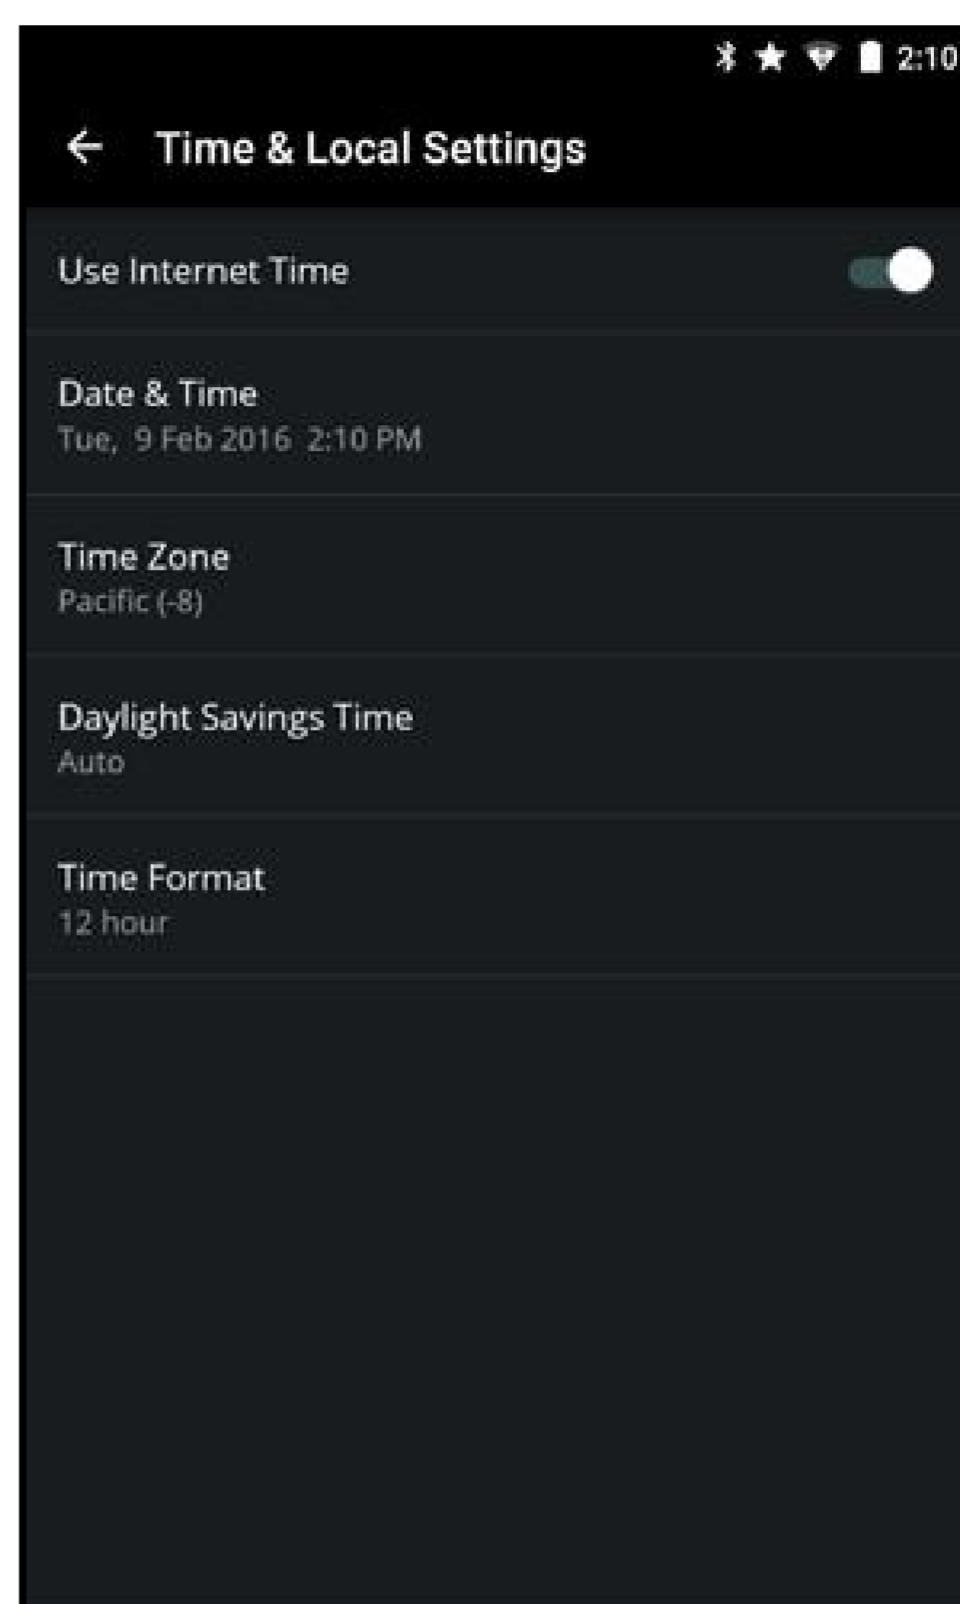 2:10
Time & Local Settings
Use Internet Time
Date & Time
Tue, 9 Feb 2016 2:10 PM
Time Zone
Pacific (-8)
Daylight Savings Time
Auto
Time Format
12 hour